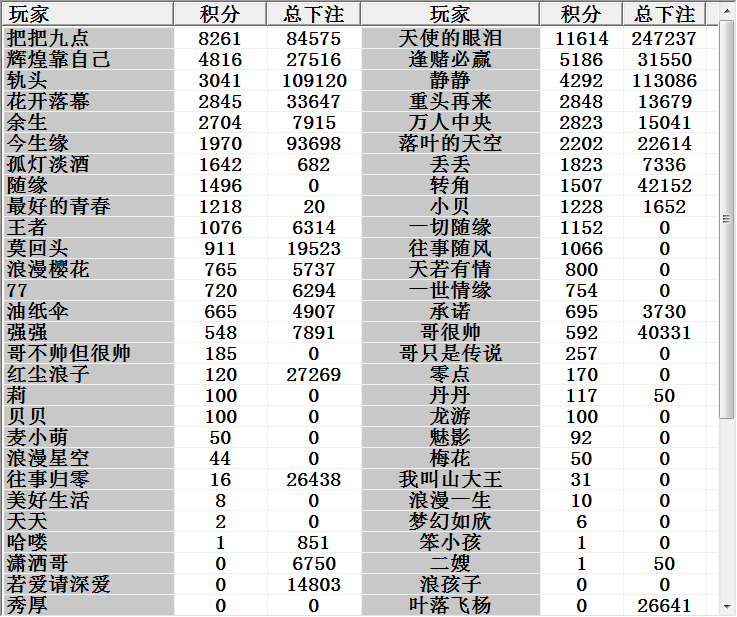 玩家 积分 总下注 玩家 积分 总下注
把把九点 8261 84575 天使的眼泪 11614 247237
辉煌靠自己 4816 27516 逢赌必赢 5186 31550
轨头 3041 109120 静静 4292 113086
花开落幕 2845 33647 重头再来 2848 13679
余生 2704 7915 万人中央 2823 15041
今生缘 1970 93698 落叶的天空 2202 22614
孤灯淡酒 1642 682 丢丢 1823 7336
随缘 1496 0 转角 1507 42152
最好的青春 1218 20 小贝 1228 1652
王者 1076 6314 一切随缘 1152 0
莫回头 911 19523 往事随风 1066 0
浪漫樱花 765 5737 天若有情 800 0
77 720 6294 一世情缘 754 0
油纸伞 665 4907 承诺 695 3730
强强 548 7891 哥很帅 592 40331
哥不帅但很帅 185 0 哥只是传说 257 0
红尘浪子 120 27269 零点 170 0
莉 100 0 丹丹 117 50
贝贝 100 0 龙游 100 0
麦小萌 50 0 魅影 92 0
浪漫星空 44 0 梅花 50 0
往事归零 16 26438 我叫山大王 31 0
美好生活 8 0 浪漫一生 10 0
天天 2 0 梦幻如欣 6 0
哈喽 1 851 笨小孩 1 0
潇洒哥 0 6750 二嫂 1 50
若爱请深爱 0 14803 浪孩子 0 0
秀厚 0 0 叶落飞杨 0 26641